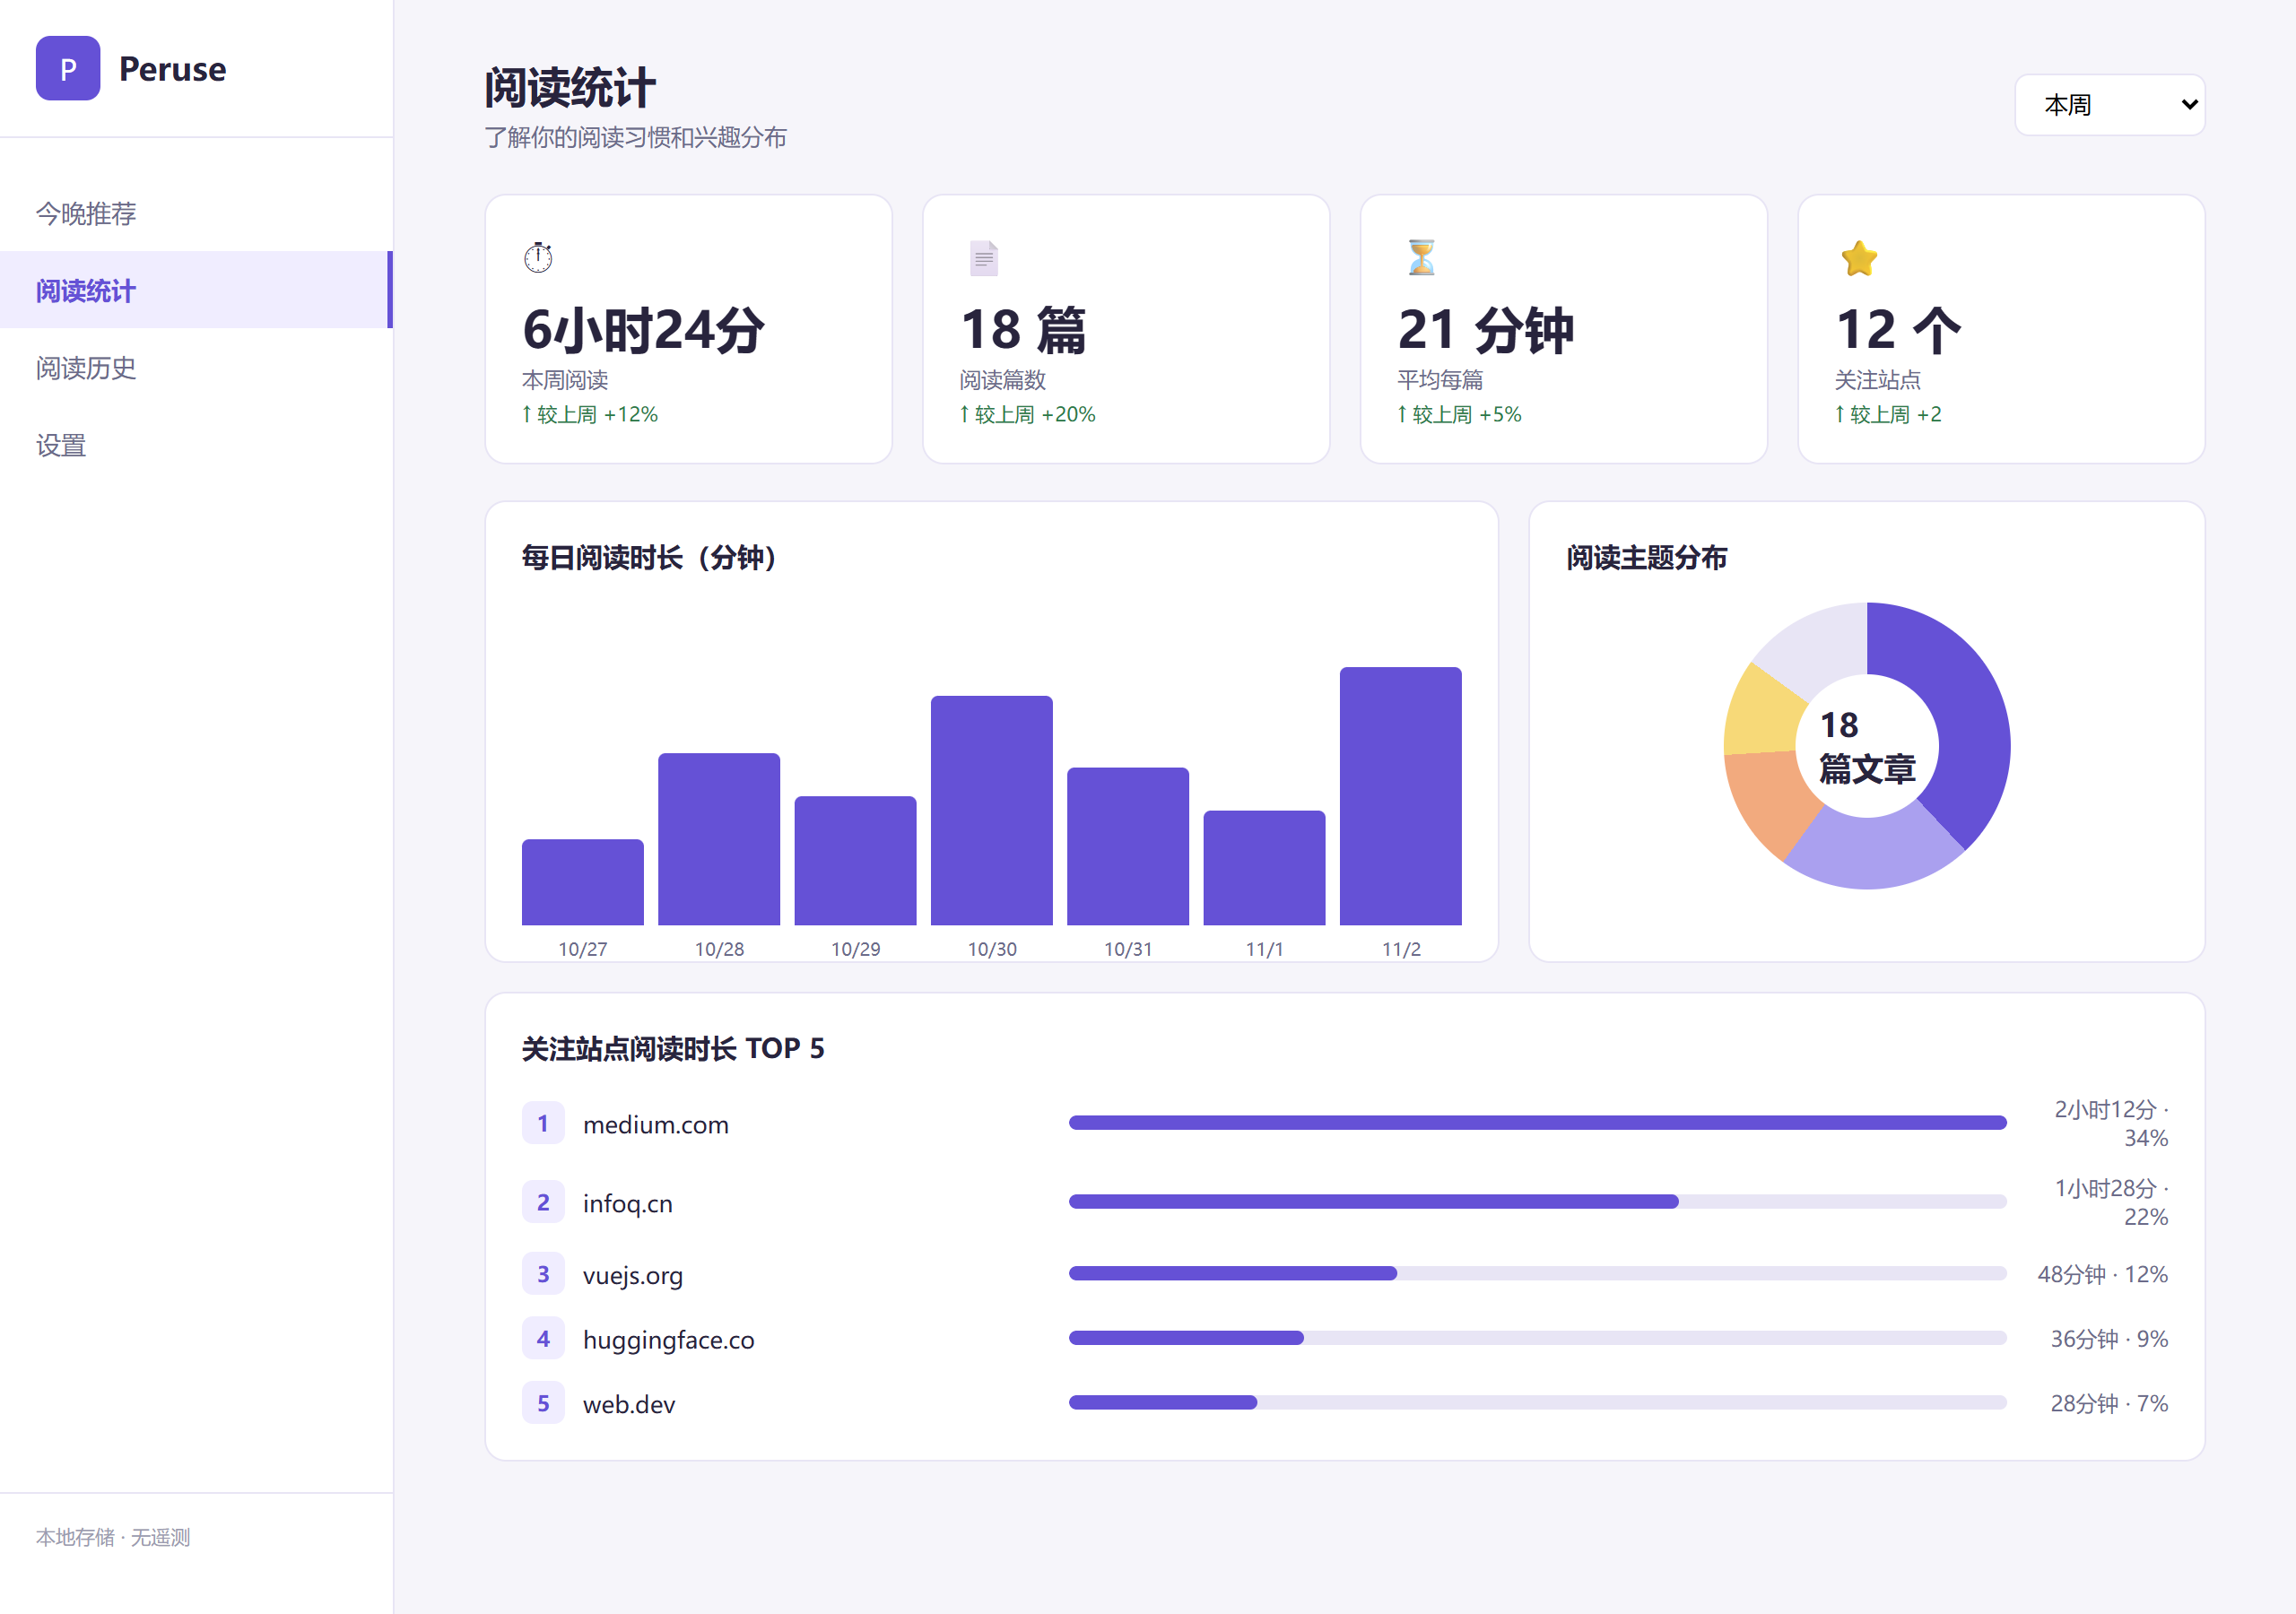 P
Peruse
今晚推荐
阅读统计
阅读历史
设置
本地存储 · 无遥测
阅读统计
了解你的阅读习惯和兴趣分布
本周
6小时24分
本周阅读
↑ 较上周 +12%
18 篇
阅读篇数
↑ 较上周 +20%
21 分钟
平均每篇
↑ 较上周 +5%
12 个
关注站点
↑ 较上周 +2
每日阅读时长（分钟）
10/27
10/28
10/29
10/30
10/31
11/1
11/2
阅读主题分布
18
篇文章
关注站点阅读时长 TOP 5
1
medium.com
2小时12分 ·
34%
2
infoq.cn
1小时28分 ·
22%
3
vuejs.org
48分钟 · 12%
4
huggingface.co
36分钟 · 9%
5
web.dev
28分钟 · 7%